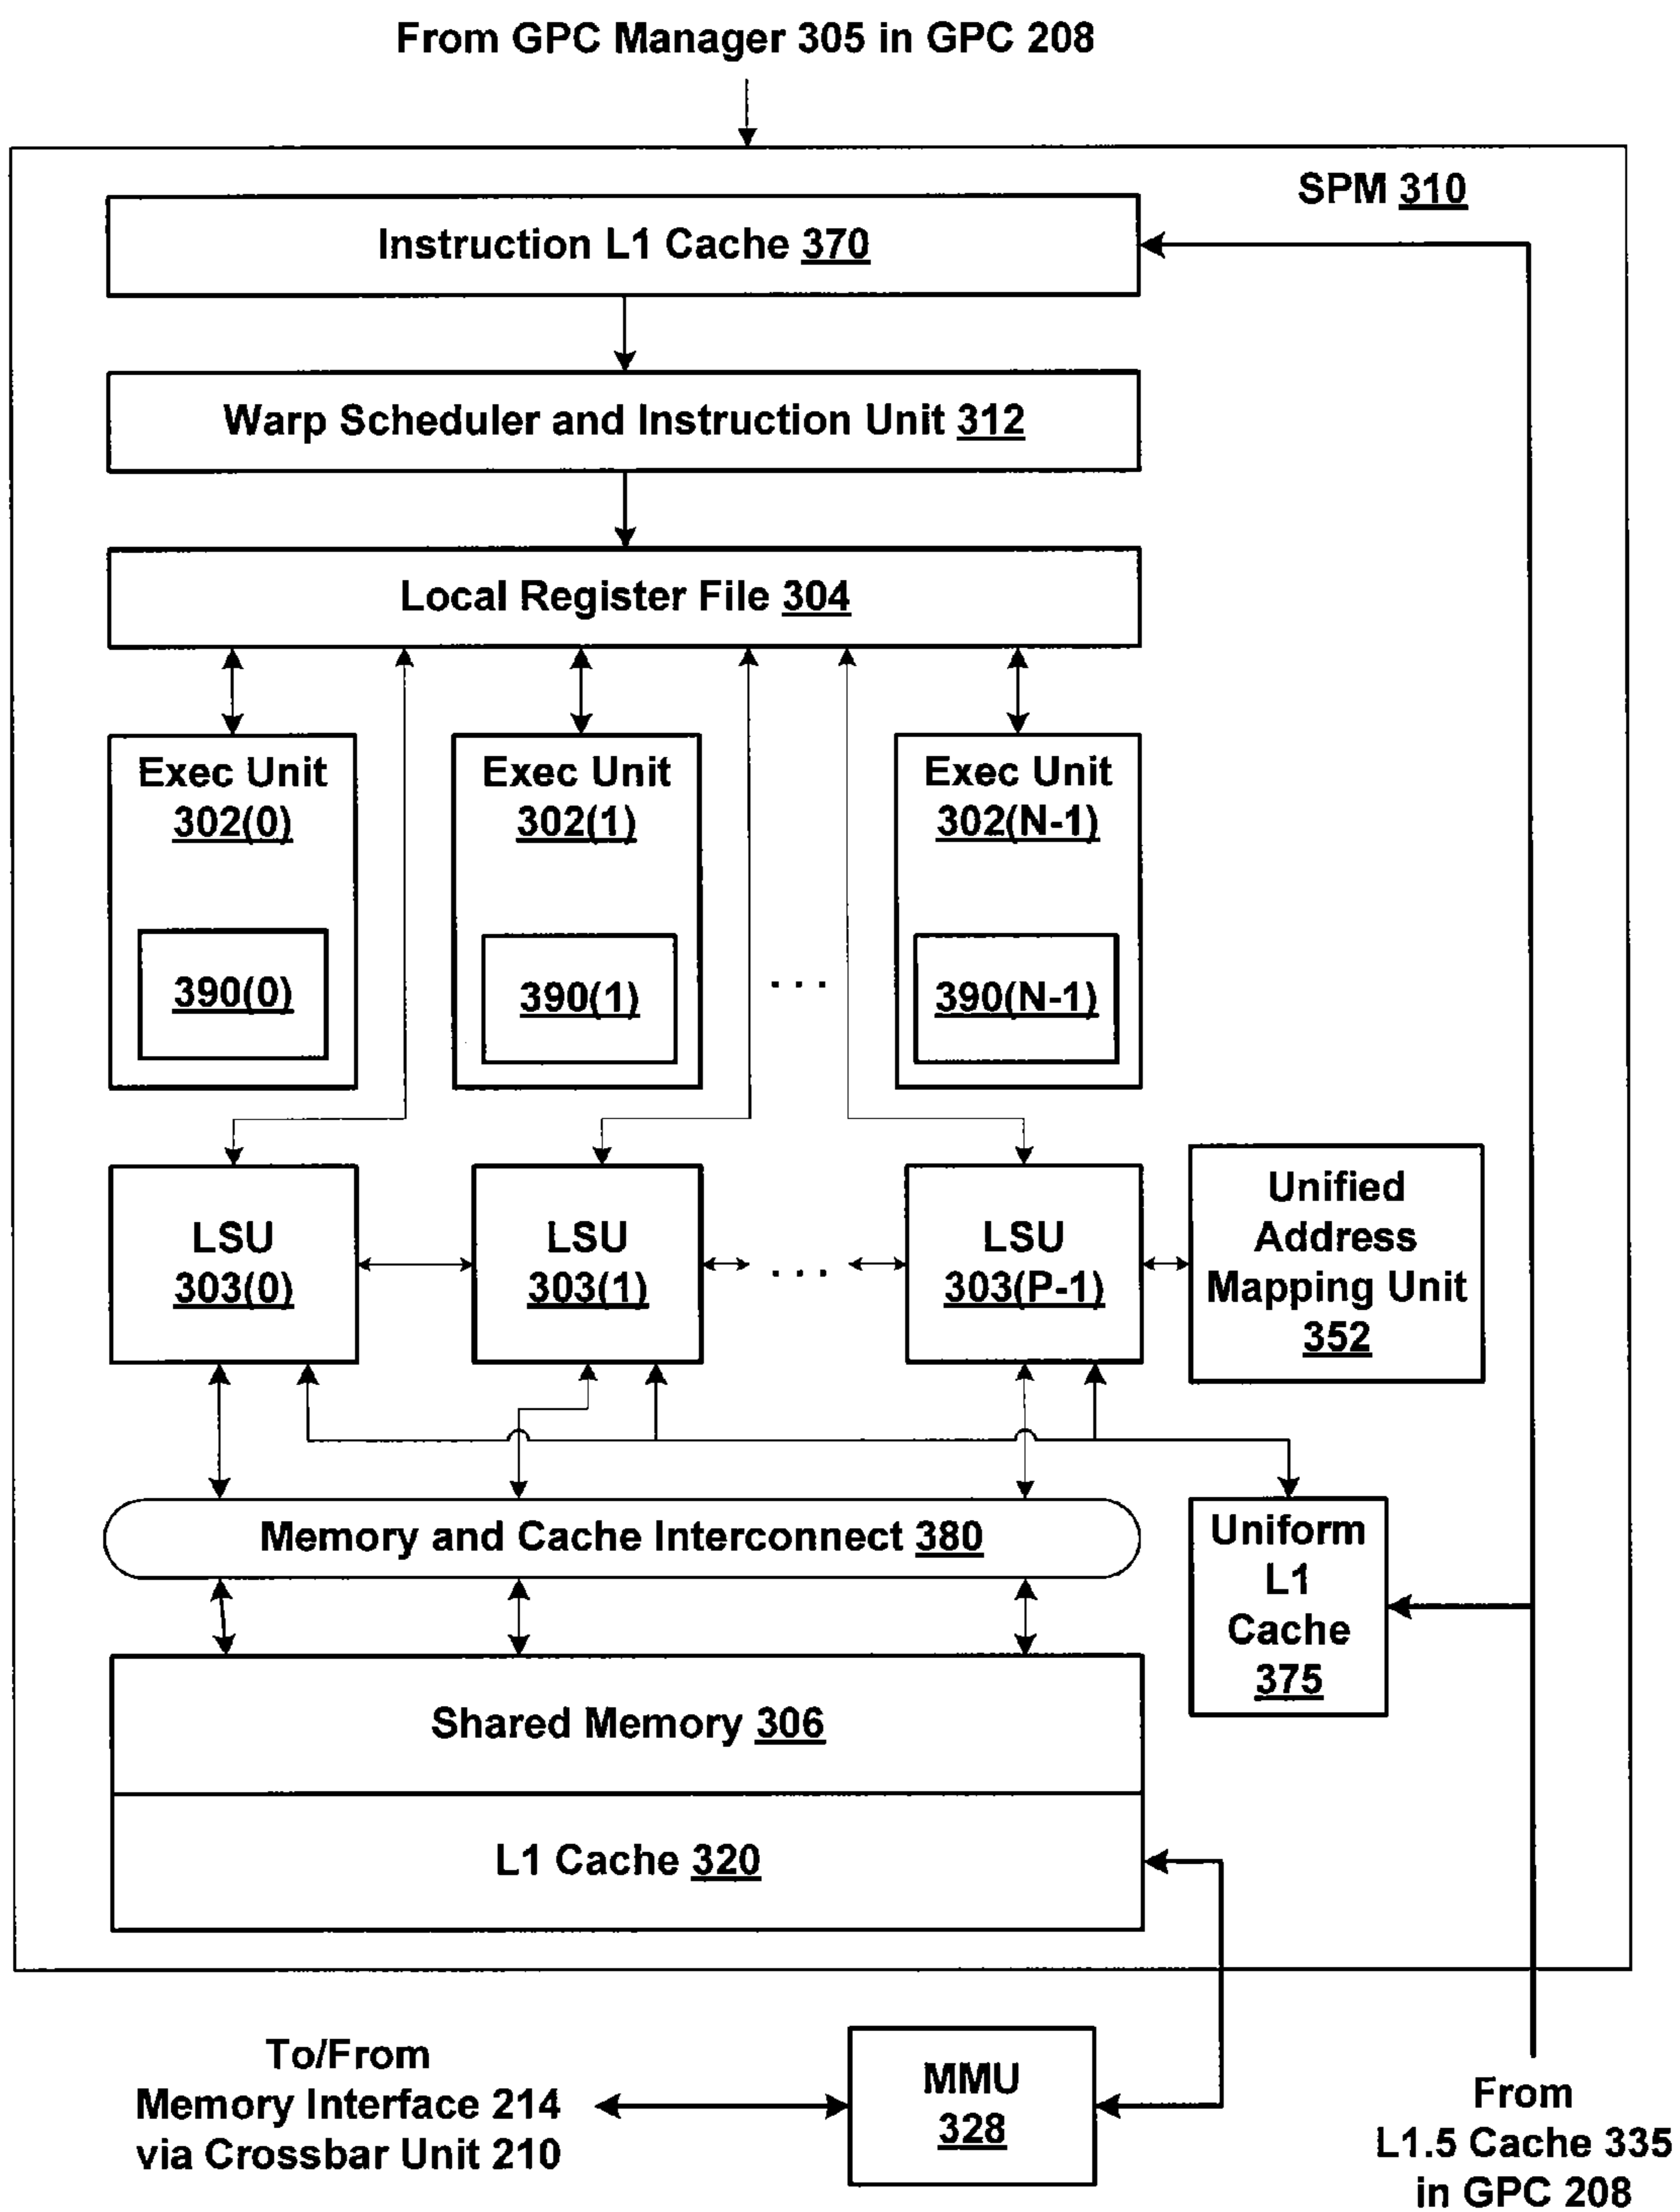 From GPC Manager 305 in GPC 208
SPM 310
Instruction L1 Cache 370
Warp Scheduler and Instruction Unit 312
Local Register File 304
Exec Unit
302(0)
390(0)
Exec Unit
302(1)
390(1)
. . .
Exec Unit
302(N-1)
390(N-1)
LSU
303(0)
LSU
303(1)
. . .
LSU
303(P-1)
Unified
Address
Mapping Unit
352
Memory and Cache Interconnect 380
Uniform
L1
Cache
375
Shared Memory 306
L1 Cache 320
To/From
Memory Interface 214
via Crossbar Unit 210
MMU
328
From
L1.5 Cache 335
in GPC 208